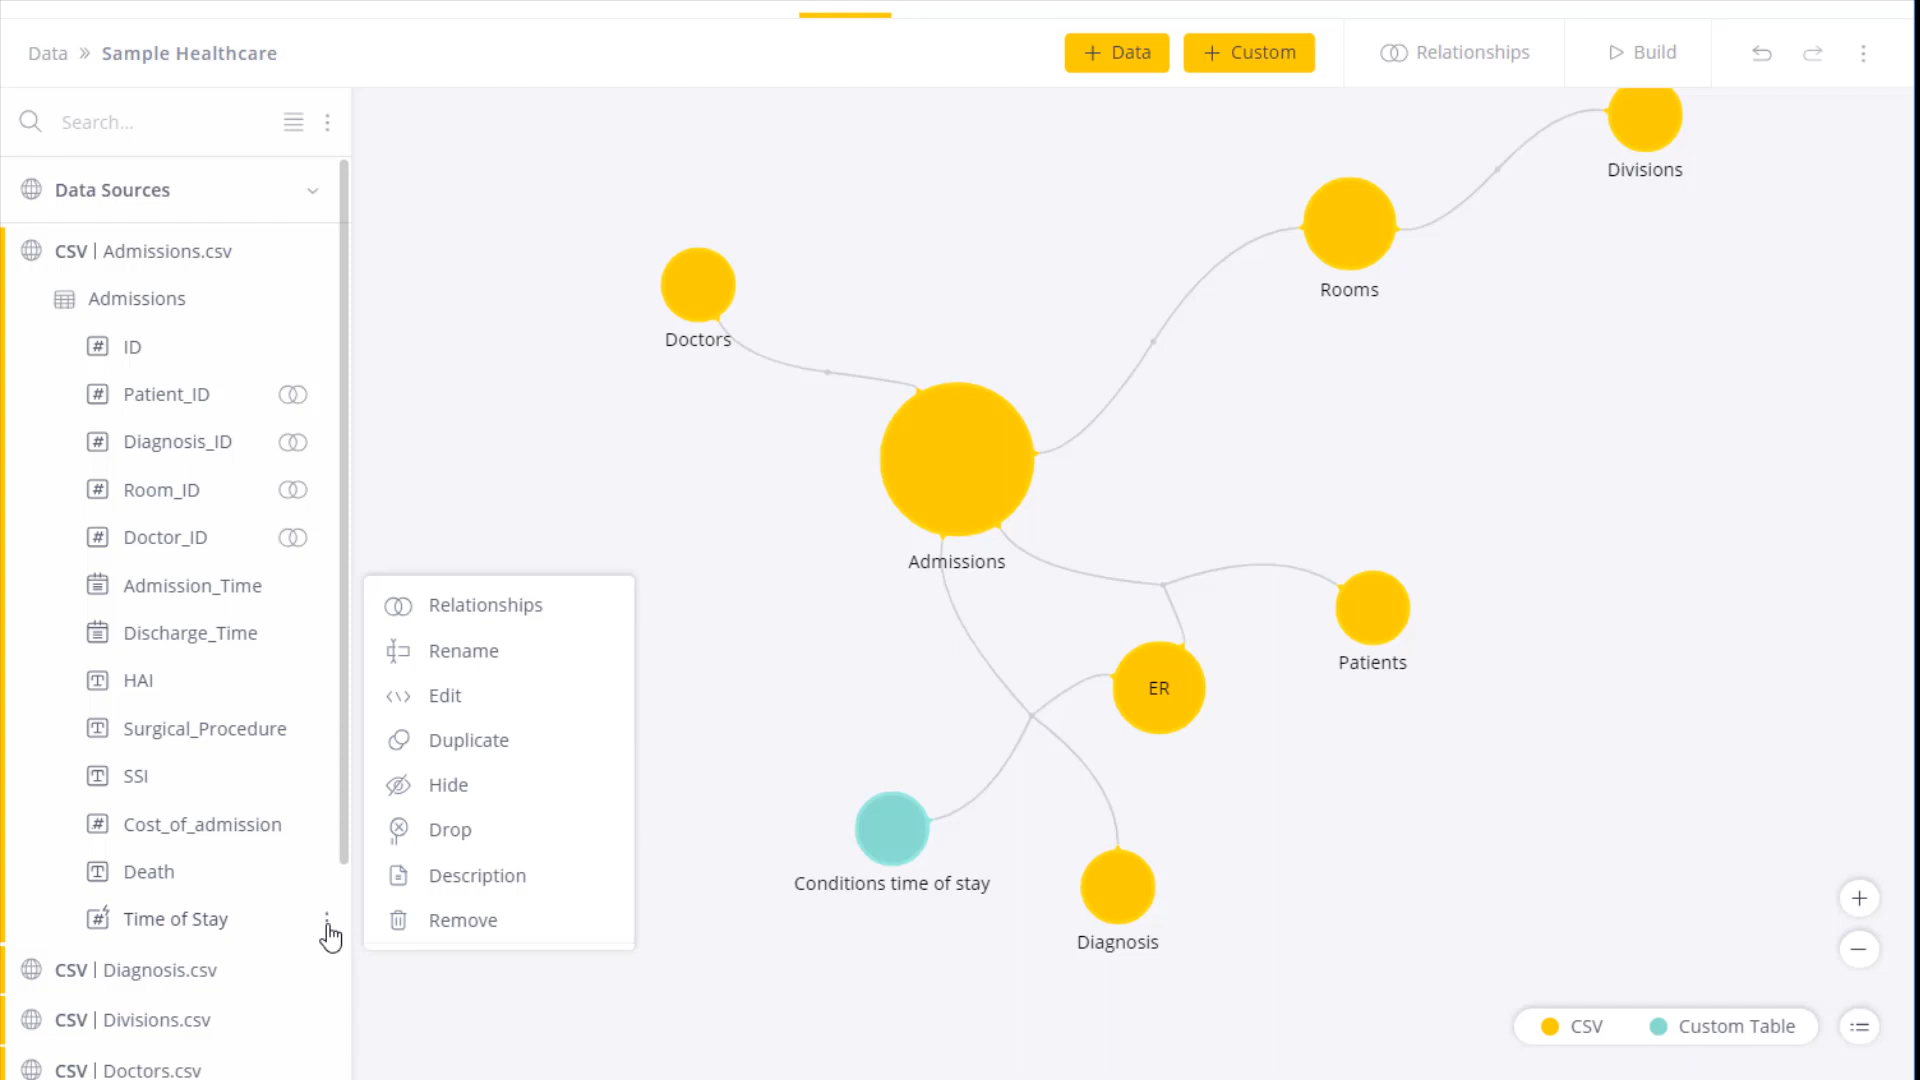 Data » Sample Healthcare
+ Data
+ Custom
Relationships
Build
Search...
Data Sources
CSV | Admissions.csv
Admissions
ID
Patient_ID
Diagnosis_ID
Room_ID
Doctor_ID
Admission_Time
Discharge_Time
HAI
Surgical_Procedure
SSI
Cost_of_admission
Death
Time of Stay
CSV | Diagnosis.csv
CSV | Divisions.csv
CSV | Doctors.csv
Relationships
Rename
Edit
Duplicate
Hide
Drop
Description
Remove
Divisions
Rooms
Doctors
Admissions
Patients
ER
Conditions time of stay
Diagnosis
CSV
Custom Table